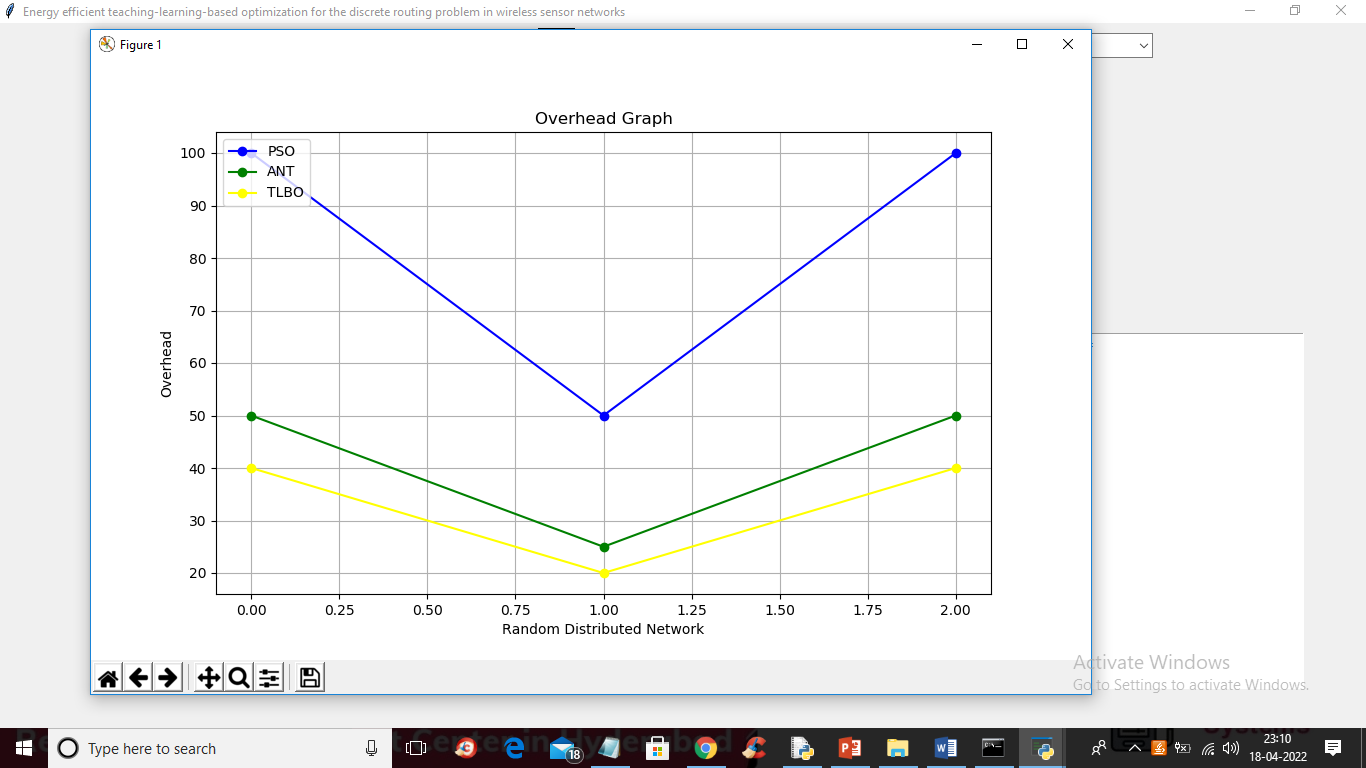 Energy efficient teaching-learning-based optimization for the discrete routing problem in wireless sensor networks
Figure 1
Overhead Graph
PSO
ANT
TLBO
100
90
80
70
60
50
40
30
20
Overhead
0.00 0.25 0.50 0.75 1.00 1.25 1.50 1.75 2.00
Random Distributed Network
Activate Windows
Go to Settings to activate Windows.
Type here to search
18
23:10
18-04-2022